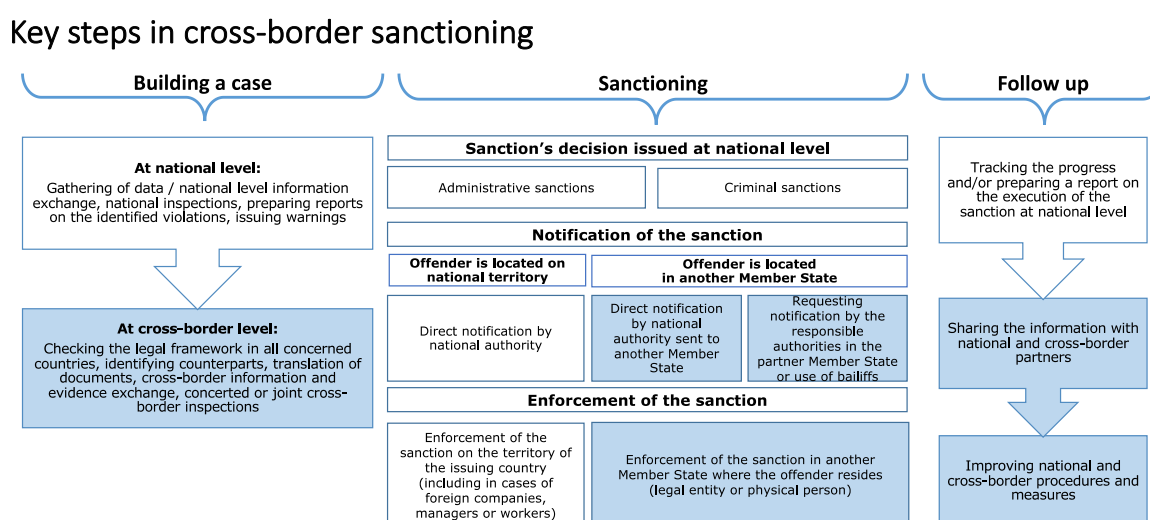 Key steps in cross-border sanctioning
Building a case
Sanctioning
Follow up
At national level:
Gathering of data / national level information
exchange, national inspections, preparing reports
on the identified violations, issuing warnings
At cross-border level:
Checking the legal framework in all concerned
countries, identifying counterparts, translation of
documents, cross-border information and
evidence exchange, concerted or joint cross-
border inspections
Sanction's decision issued at national level
Administrative sanctions
Criminal sanctions
Notification of the sanction
Offender is located on
national territory
Offender is located
in another Member State
Direct notification by
national authority
Direct notification
by national
authority sent to
another Member
State
Requesting
notification by the
responsible
authorities in the
partner Member State
or use of bailiffs
Enforcement of the sanction
Enforcement of the
sanction on the territory of
the issuing country
(including in cases of
foreign companies,
managers or workers)
Enforcement of the sanction in another
Member State where the offender resides
(legal entity or physical person)
Tracking the progress
and/or preparing a report on
the execution of the
sanction at national level
Sharing the information with
national and cross-border
partners
Improving national and
cross-border procedures and
measures